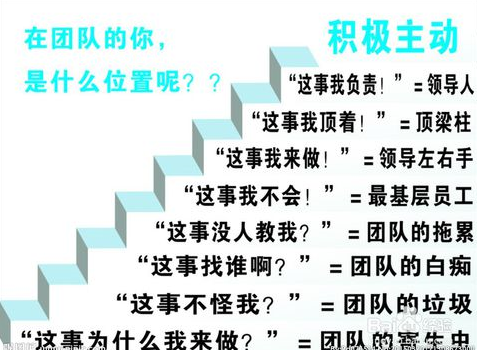 在团队的你，
是什么位置呢？？
积极主动
“这事我负责！”=领导人
“这事我顶着！”=顶梁柱
“这事我来做！”=领导左右手
“这事我不会！”=最基层员工
“这事没人教我？”=团队的拖累
“这事找谁啊？”=团队的白痴
“这事不怪我？”=团队的垃圾
“这事为什么我来做？”=团队的寄生虫